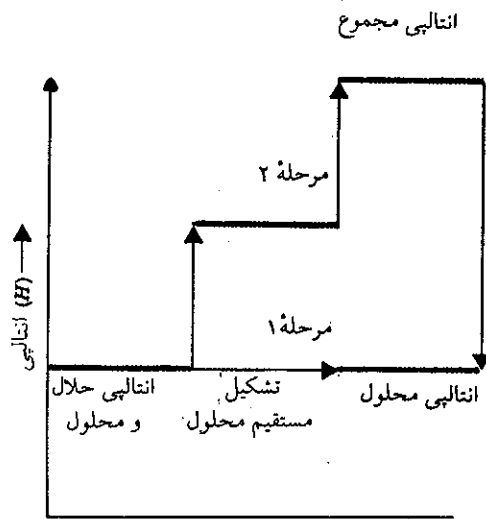 انتالپی مجموع
مرحلهٔ ۲
انتالپی (H)
مرحلهٔ ۱
انتالپی حلال
و محلول
تشکیل
مستقیم محلول
انتالپی محلول